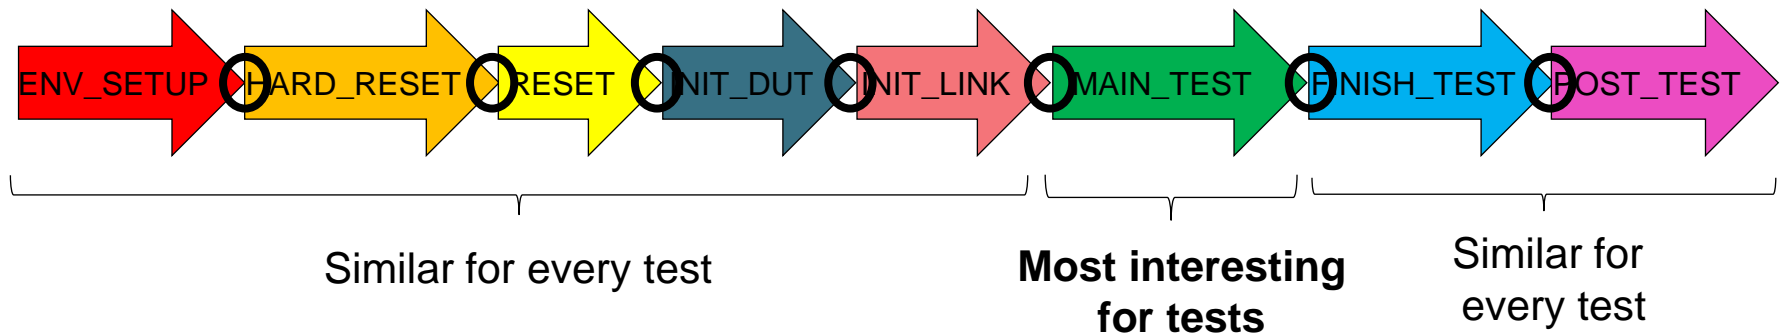 ENV_SETUP
HARD_RESET
RESET
INIT_DUT
INIT_LINK
MAIN_TEST
FINISH_TEST
POST_TEST
Similar for every test
Most interesting
for tests
Similar for
every test